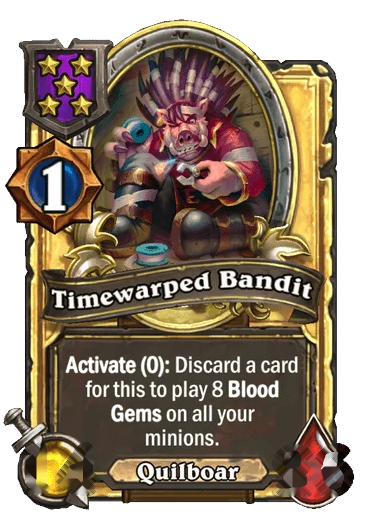 1
Timewarped Bandit
Activate (0): Discard a card
for this to play 8 Blood
Gems on all your
minions.
Quilboar